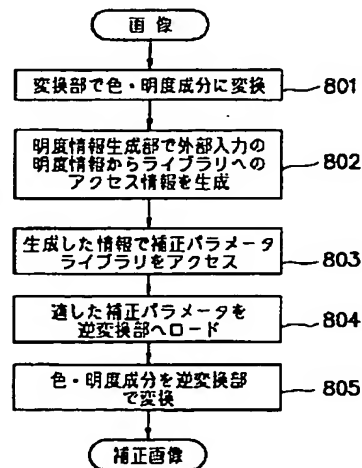 画像
変換部で色・明度成分に変換
801
明度情報生成部で外部入力の
明度情報からライブラリへの
アクセス情報を生成
802
生成した情報で補正パラメータ
ライブラリをアクセス
803
適した補正パラメータを
逆変換部へロード
804
色・明度成分を逆変換部
で変換
805
補正画像